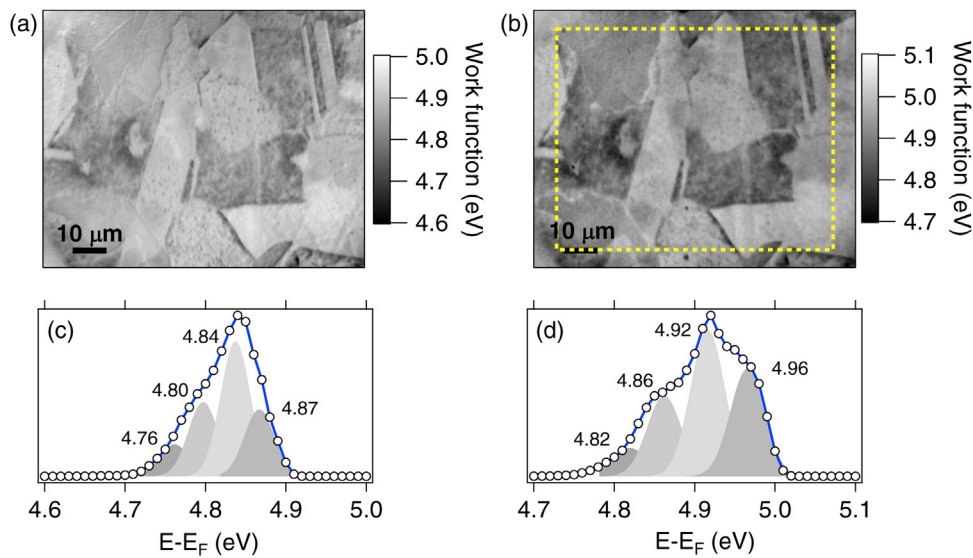 (a)
10 μm
5.0
4.9
4.8
4.7
4.6
Work function (eV)
(b)
10 μm
5.1
5.0
4.9
4.8
4.7
Work function (eV)
(c)
4.84
4.80
4.76
4.87
4.6 4.7 4.8 4.9 5.0
E-E_F (eV)
(d)
4.92
4.86
4.96
4.82
4.7 4.8 4.9 5.0 5.1
E-E_F (eV)